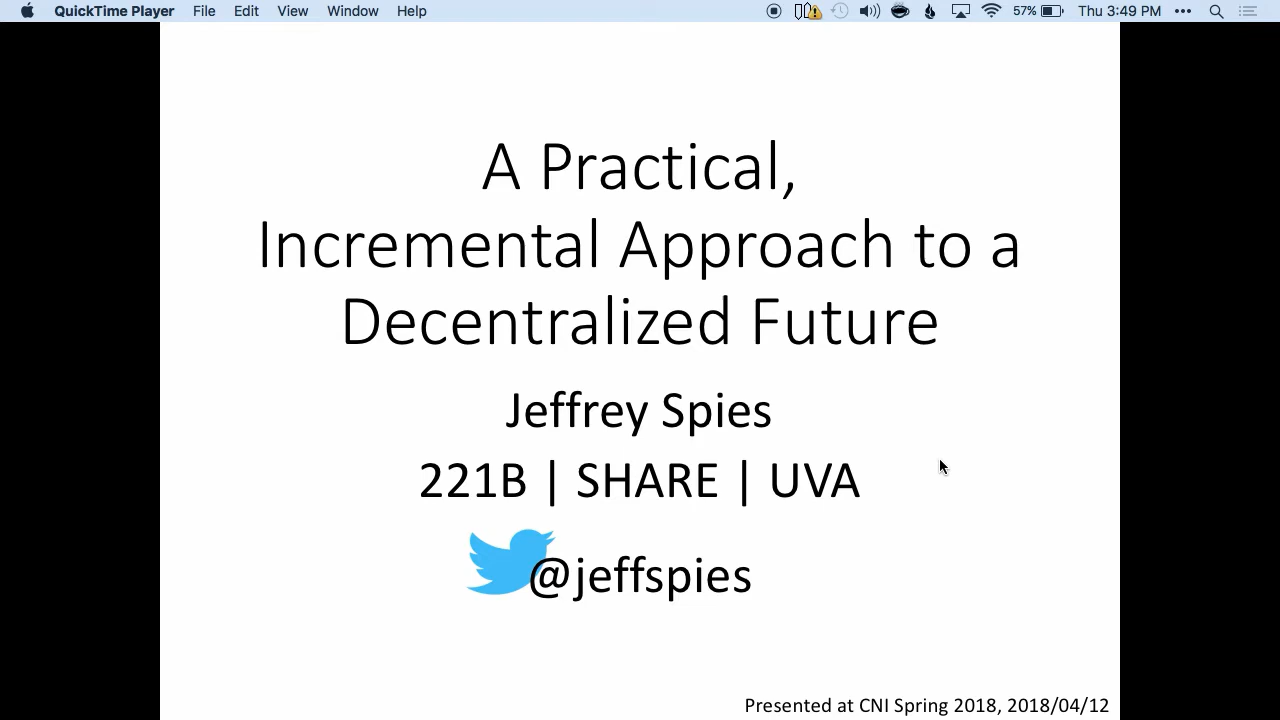 QuickTime Player File Edit View Window Help 57% Thu 3:49 PM
A Practical,
Incremental Approach to a
Decentralized Future
Jeffrey Spies
221B | SHARE | UVA
@jeffspies
Presented at CNI Spring 2018, 2018/04/12